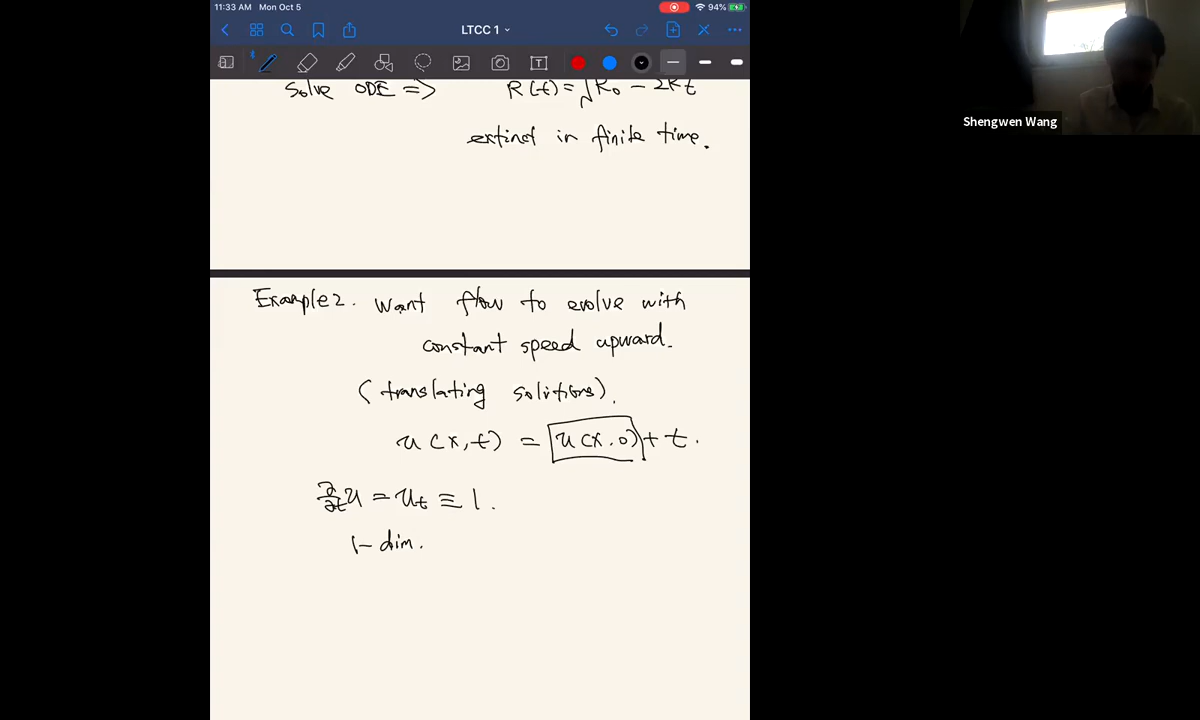 11:33 AM Mon Oct 5
94%
LTCC 1
T
Solve ODE ⇒ R(t) = √R₀ − 2kt
extinct in finite time.
Shengwen Wang
Example 2. Want flow to evolve with
constant speed upward.
(translating solutions).
u(x,t) = u(x.0) + t.
∂/∂t u = u_t ≡ 1.
1-dim.